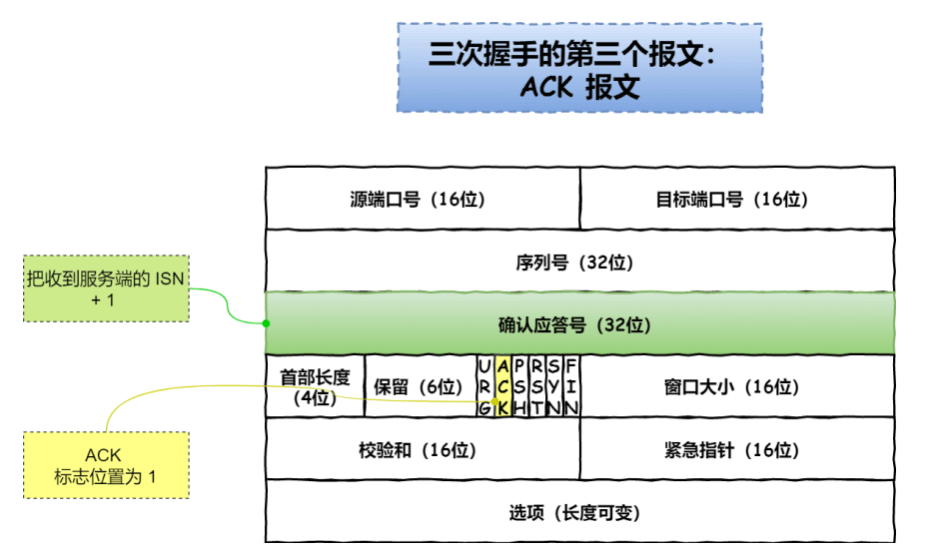 三次握手的第三个报文：
ACK 报文
源端口号（16位）
目标端口号（16位）
序列号（32位）
把收到服务端的 ISN
+ 1
确认应答号（32位）
首部长度
（4位）
保留（6位）
URG
ACK
PSH
RST
SYN
FIN
窗口大小（16位）
ACK
标志位置为 1
校验和（16位）
紧急指针（16位）
选项（长度可变）